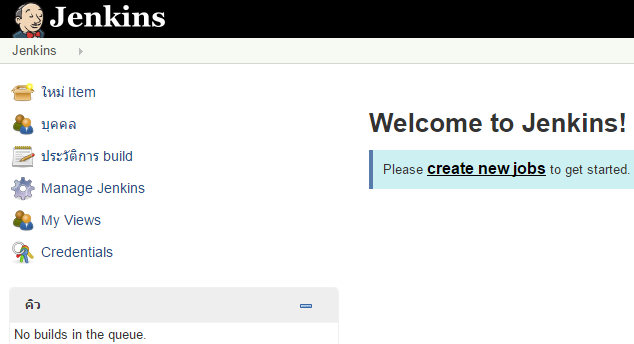 Jenkins
Jenkins
ใหม่ Item
บุคคล
ประวัติการ build
Manage Jenkins
My Views
Credentials
Welcome to Jenkins!
Please create new jobs to get started.
คิว
No builds in the queue.